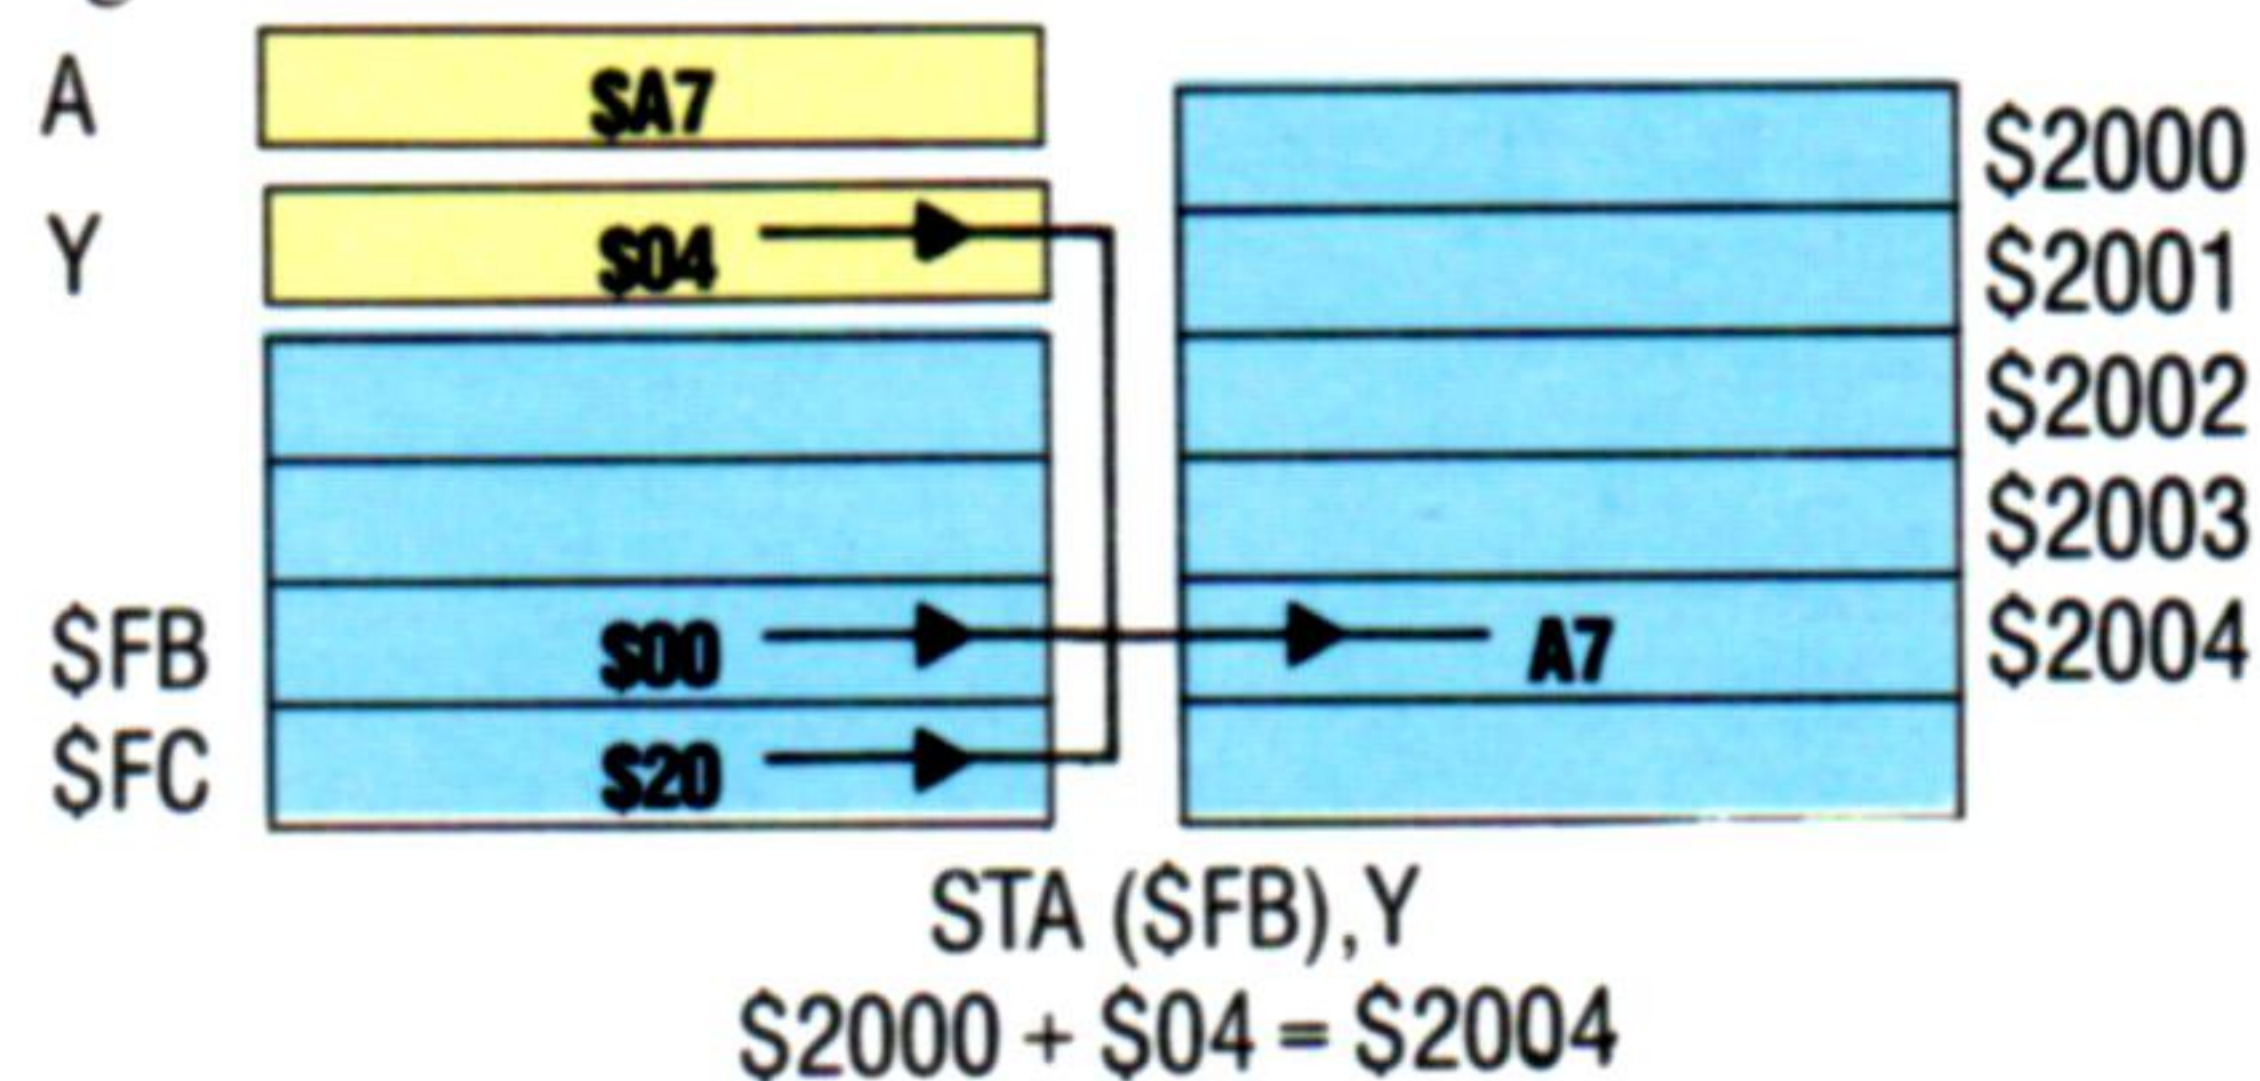 A $A7
$2000
Y $04
$2001
$2002
$2003
$FB $00 A7 $2004
$FC $20
STA ($FB),Y
$2000 + $04 = $2004